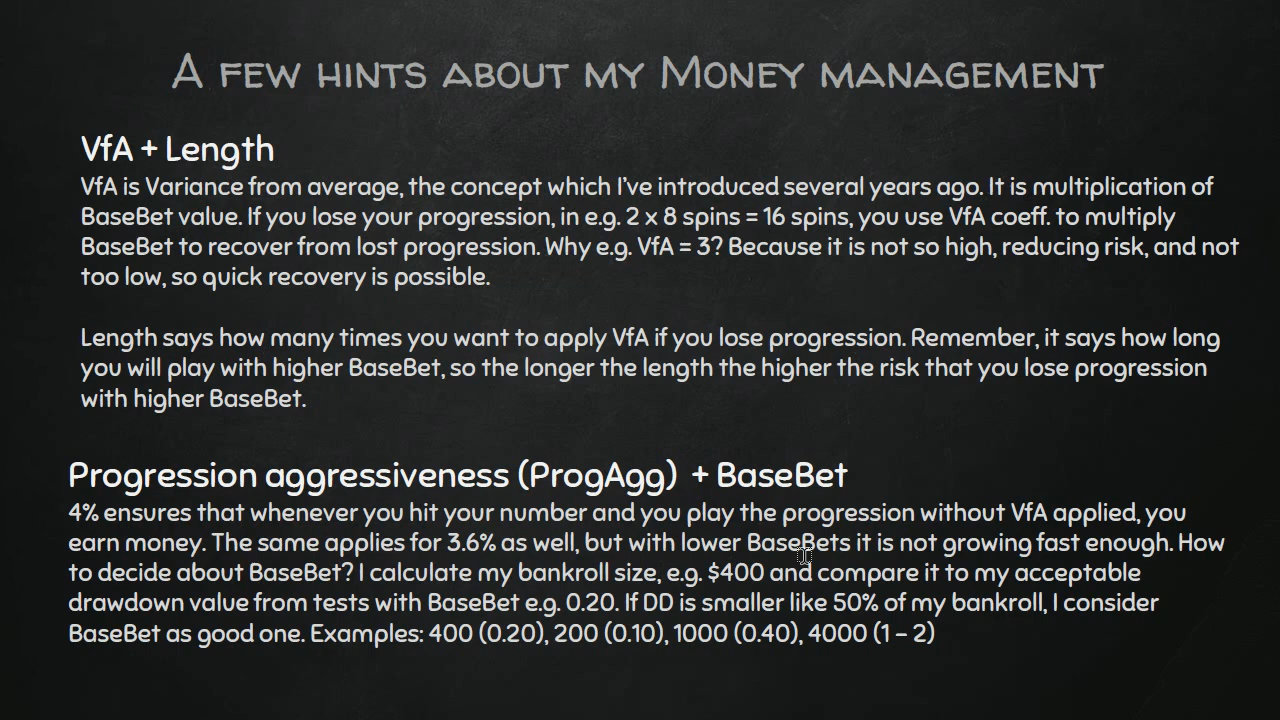 A few hints about my Money management
VfA + Length
VfA is Variance from average, the concept which I've introduced several years ago. It is multiplication of
BaseBet value. If you lose your progression, in e.g. 2 x 8 spins = 16 spins, you use VfA coeff. to multiply
BaseBet to recover from lost progression. Why e.g. VfA = 3? Because it is not so high, reducing risk, and not
too low, so quick recovery is possible.
Length says how many times you want to apply VfA if you lose progression. Remember, it says how long
you will play with higher BaseBet, so the longer the length the higher the risk that you lose progression
with higher BaseBet.
Progression aggressiveness (ProgAgg) + BaseBet
4% ensures that whenever you hit your number and you play the progression without VfA applied, you
earn money. The same applies for 3.6% as well, but with lower BaseBets it is not growing fast enough. How
to decide about BaseBet? I calculate my bankroll size, e.g. $400 and compare it to my acceptable
drawdown value from tests with BaseBet e.g. 0.20. If DD is smaller like 50% of my bankroll, I consider
BaseBet as good one. Examples: 400 (0.20), 200 (0.10), 1000 (0.40), 4000 (1 – 2)